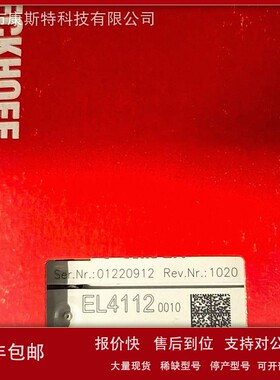 市康斯特科技有限公司
ECKHOFF
Ser.Nr.:01220912 Rev.Nr.:1020
EL4112 0010
年包邮
报价快 售后到位 支持对公
大量现货 稀缺型号 停产型号 可开